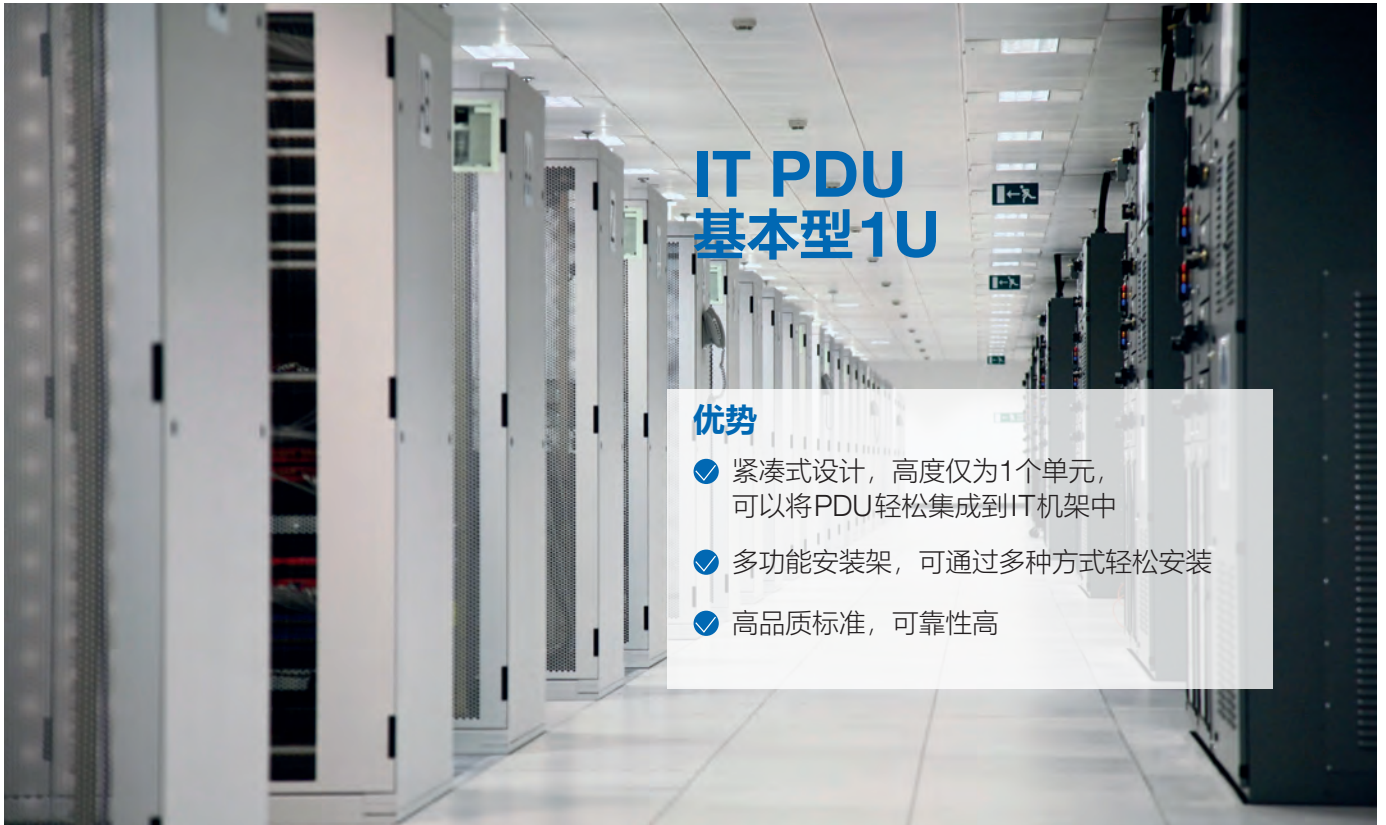 IT PDU
基本型1U
优势
紧凑式设计，高度仅为1个单元，
可以将PDU轻松集成到IT机架中
多功能安装架，可通过多种方式轻松安装
高品质标准，可靠性高